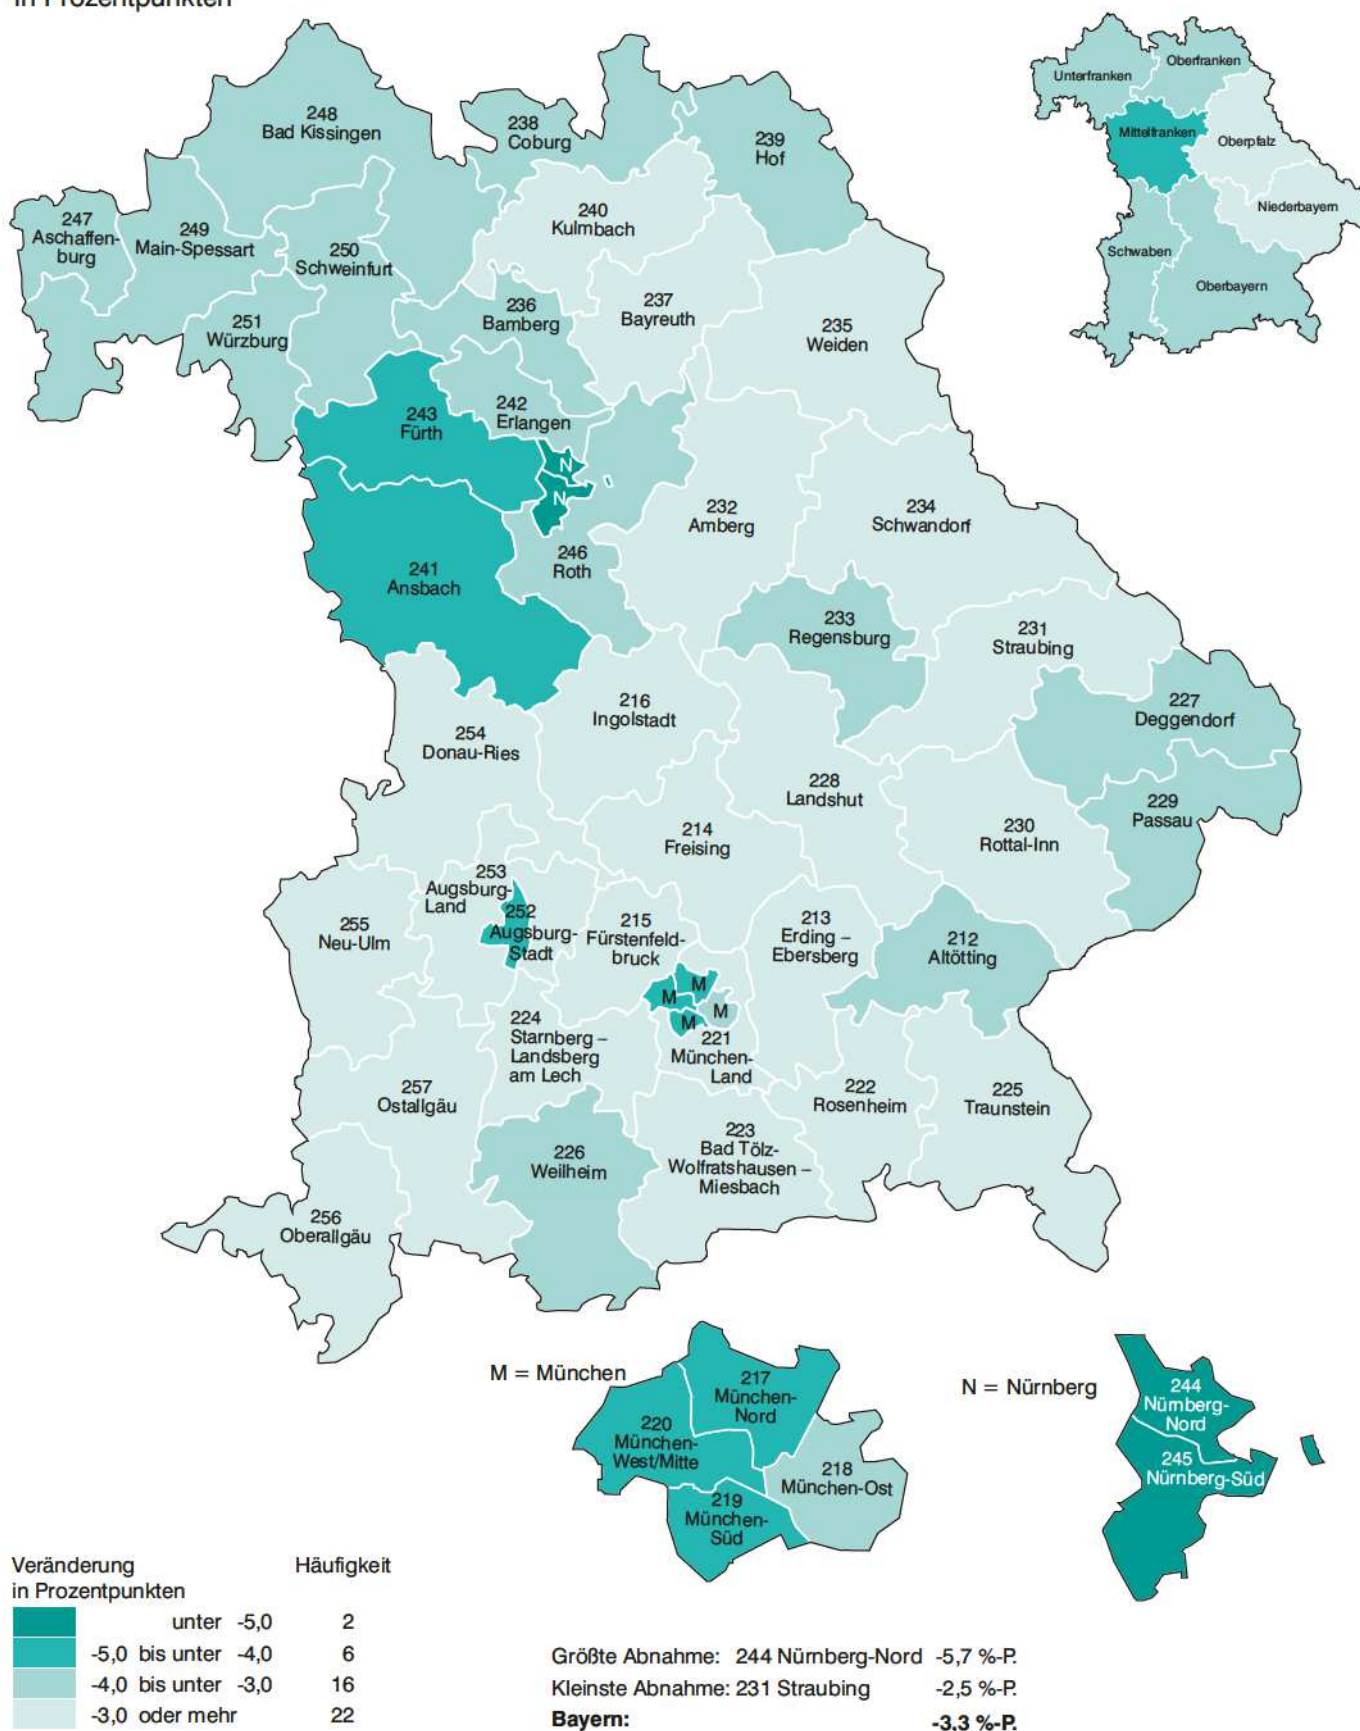 in Prozentpunkten
Unterfranken
Oberfranken
Mittelfranken
Oberpfalz
Niederbayern
Schwaben
Oberbayern
248
Bad Kissingen
238
Coburg
239
Hof
247
Aschaffen-
burg
249
Main-Spessart
250
Schweinfurt
240
Kulmbach
251
Würzburg
236
Bamberg
237
Bayreuth
235
Weiden
243
Fürth
242
Erlangen
N
N
232
Amberg
234
Schwandorf
241
Ansbach
246
Roth
233
Regensburg
231
Straubing
216
Ingolstadt
227
Deggendorf
254
Donau-Ries
228
Landshut
229
Passau
214
Freising
230
Rottal-Inn
253
Augsburg-
Land
252
Augsburg-
Stadt
255
Neu-Ulm
215
Fürstenfeld-
bruck
213
Erding –
Ebersberg
212
Altötting
M
M
M
M
224
Starnberg –
Landsberg
am Lech
221
München-
Land
257
Ostallgäu
222
Rosenheim
225
Traunstein
226
Weilheim
223
Bad Tölz-
Wolfratshausen –
Miesbach
256
Oberallgäu
M = München
217
München-
Nord
220
München-
West/Mitte
218
München-Ost
219
München-
Süd
N = Nürnberg
244
Nürnberg-
Nord
245
Nürnberg-Süd
Veränderung Häufigkeit
in Prozentpunkten
unter -5,0 2
-5,0 bis unter -4,0 6
-4,0 bis unter -3,0 16
-3,0 oder mehr 22
Größte Abnahme: 244 Nürnberg-Nord -5,7 %-P.
Kleinste Abnahme: 231 Straubing -2,5 %-P.
Bayern: -3,3 %-P.